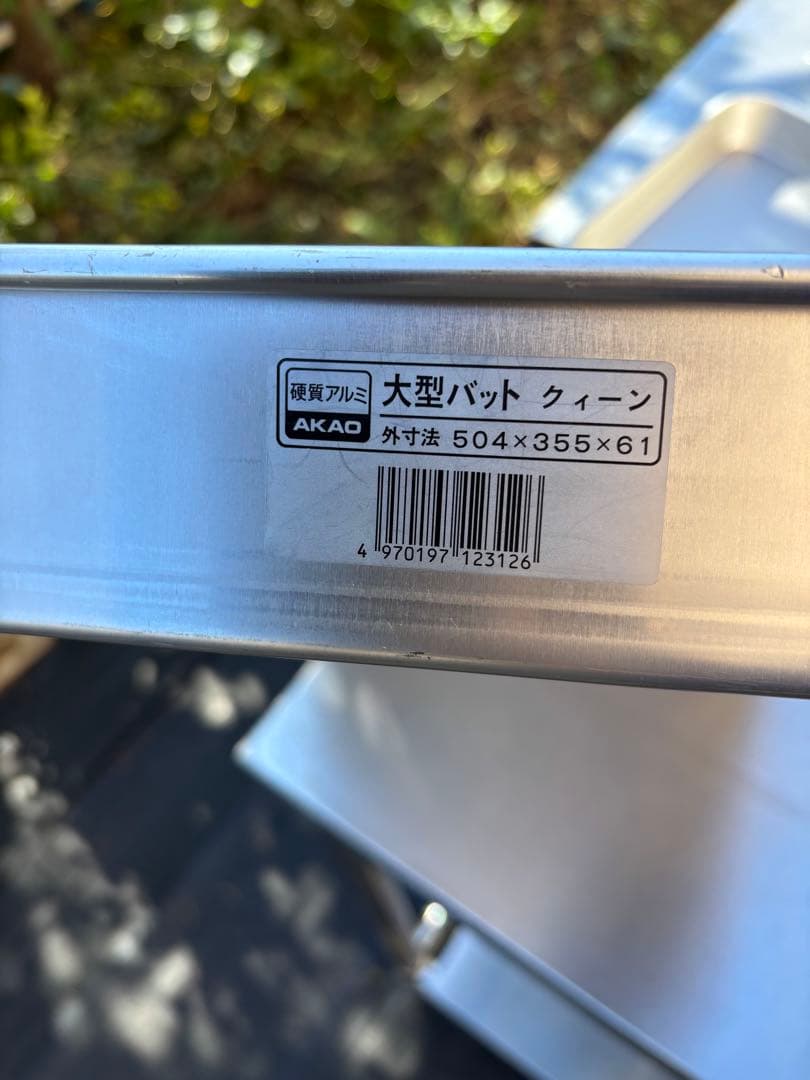 硬質アルミ
AKAO
大型バット クィーン
外寸法 504×355×61
4 970197 123126